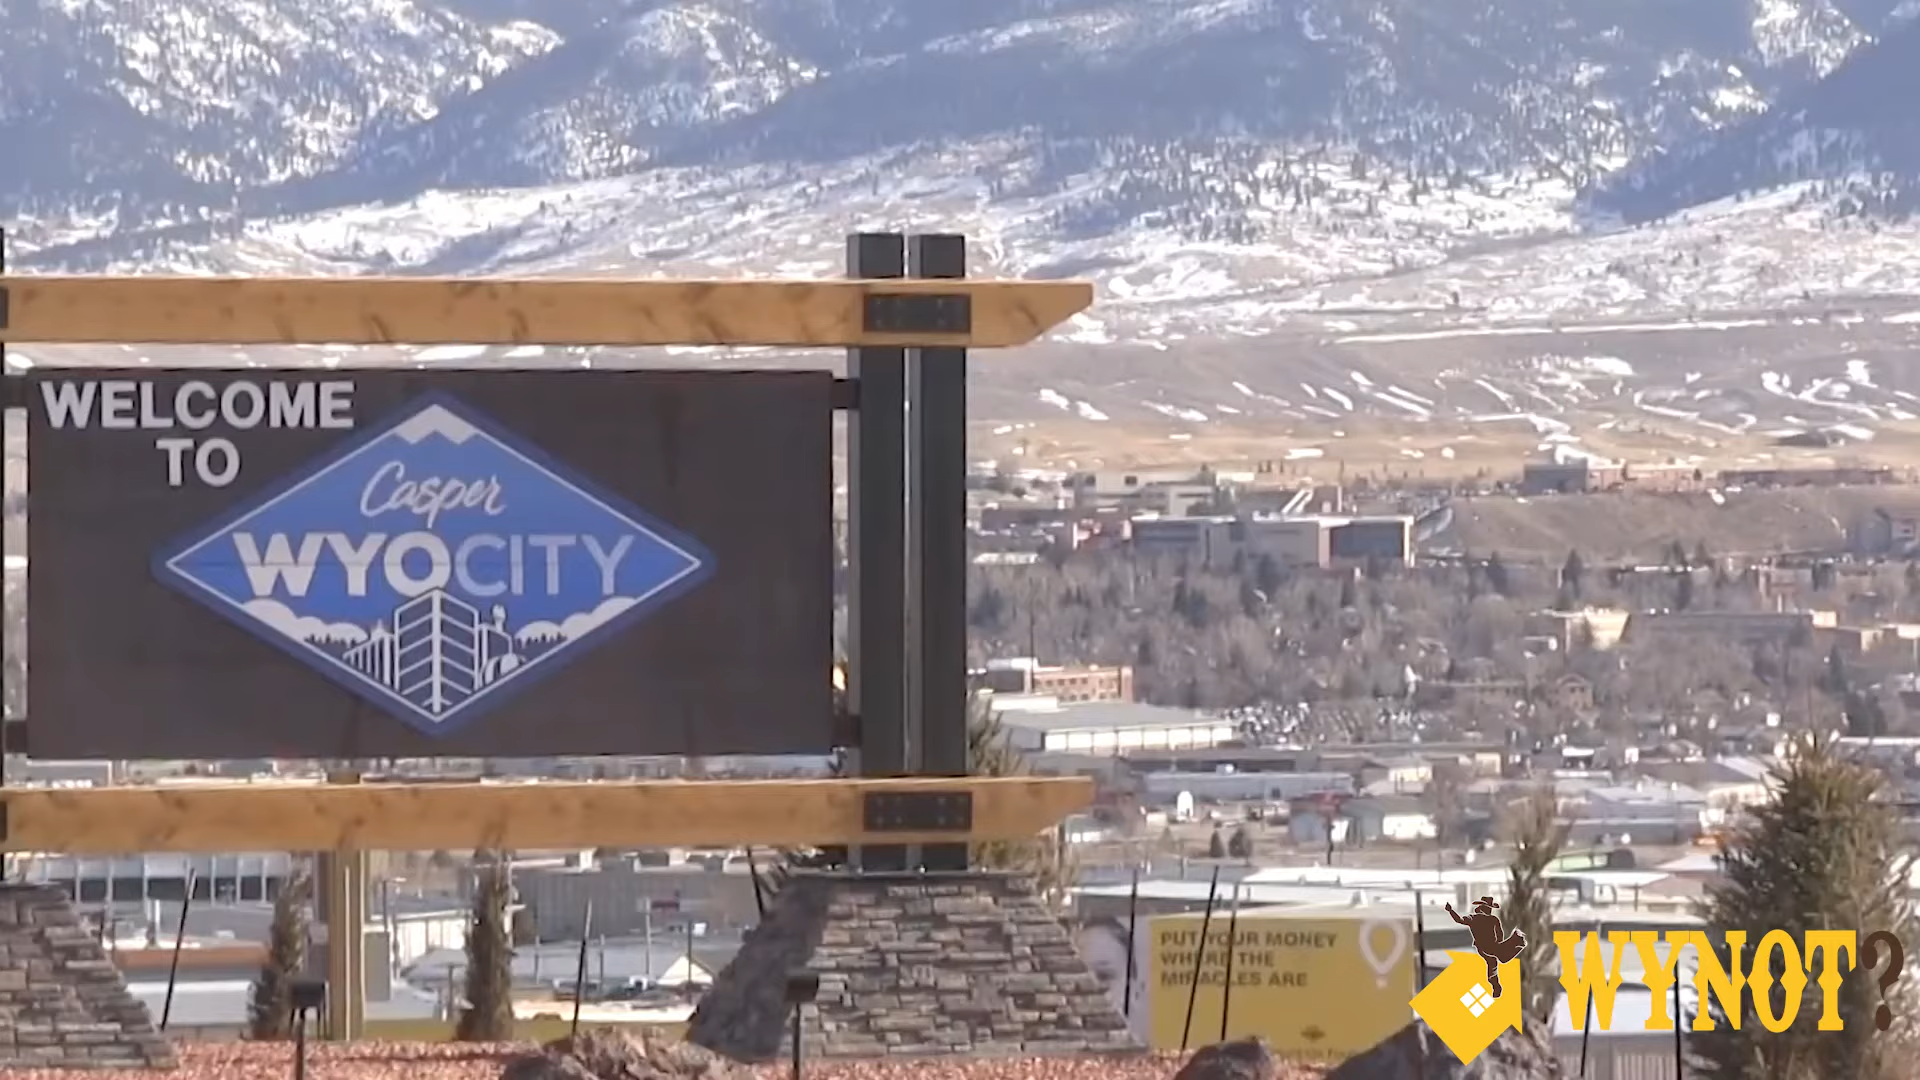 WELCOME
TO
Casper
WYOCITY
PUT YOUR MONEY
WHERE THE
MIRACLES ARE
WYNOT?